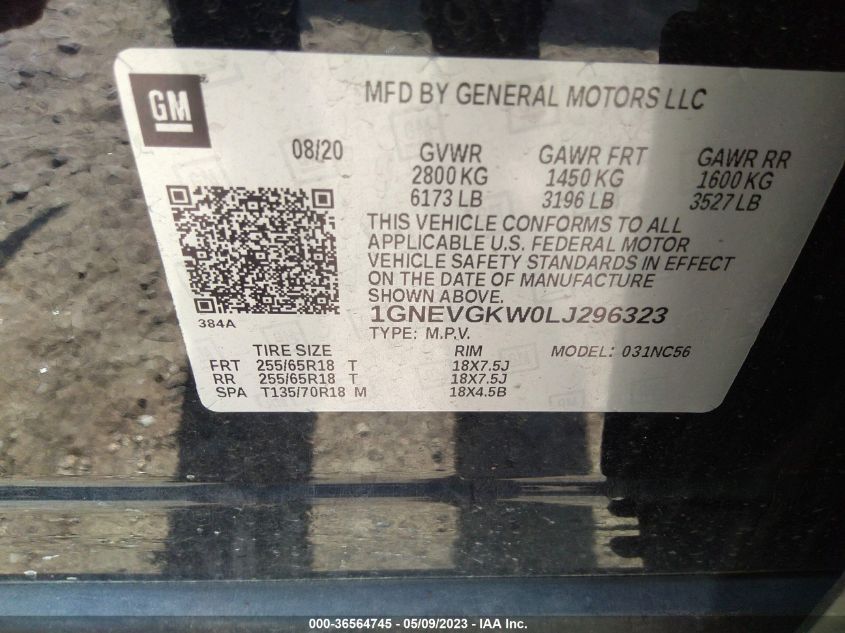 GM
MFD BY GENERAL MOTORS LLC
08/20 GVWR GAWR FRT GAWR RR
2800 KG 1450 KG 1600 KG
6173 LB 3196 LB 3527 LB
THIS VEHICLE CONFORMS TO ALL
APPLICABLE U.S. FEDERAL MOTOR
VEHICLE SAFETY STANDARDS IN EFFECT
ON THE DATE OF MANUFACTURE
SHOWN ABOVE.
384A
1GNEVGKW0LJ296323
TYPE: M.P.V.
TIRE SIZE RIM MODEL: 031NC56
FRT 255/65R18 T 18X7.5J
RR 255/65R18 T 18X7.5J
SPA T135/70R18 M 18X4.5B
000-36564745 - 05/09/2023 - IAA Inc.